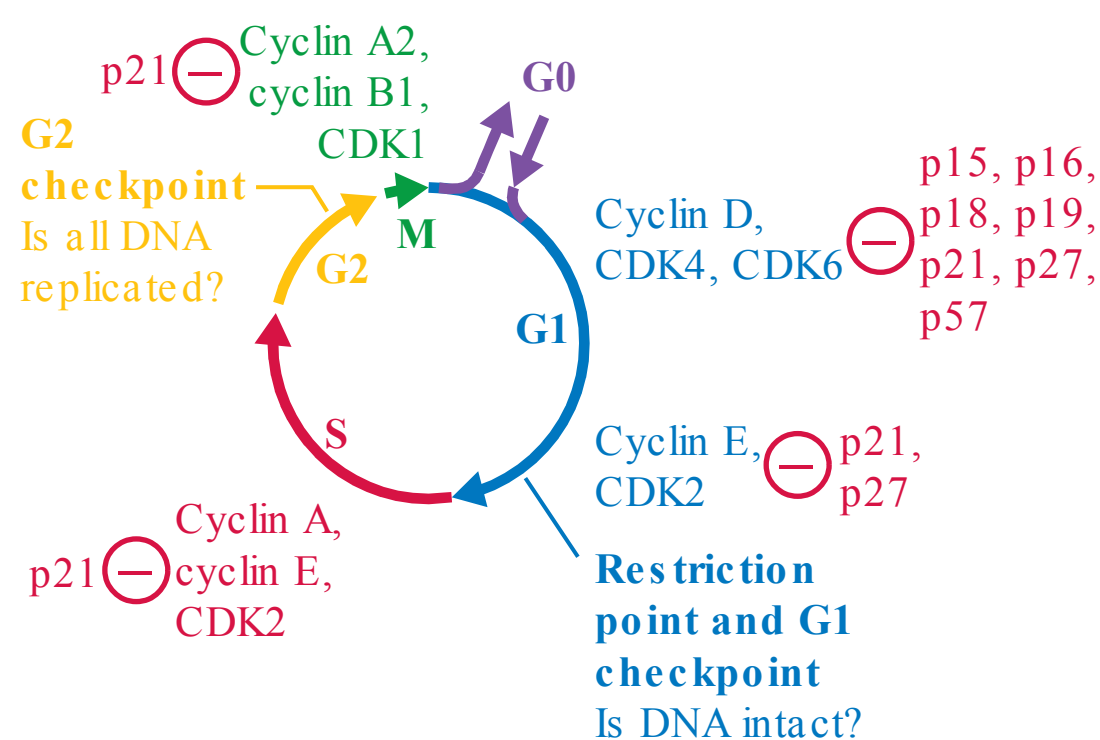 p21
Cyclin A2,
cyclin B1,
CDK1
G0
G2
checkpoint
Is all DNA
replicated?
M
G2
Cyclin D,
CDK4, CDK6
p15, p16,
p18, p19,
p21, p27,
p57
G1
S
Cyclin E,
CDK2
p21,
p27
p21
Cyclin A,
cyclin E,
CDK2
Restriction
point and G1
checkpoint
Is DNA intact?